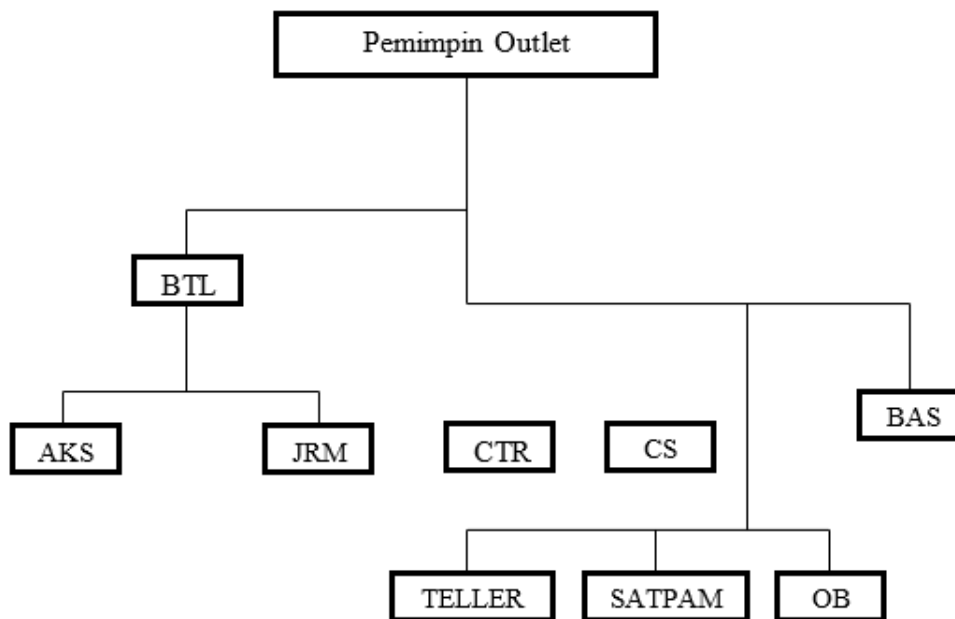 Pemimpin Outlet
BTL
BAS
AKS
JRM
CTR
CS
TELLER
SATPAM
OB